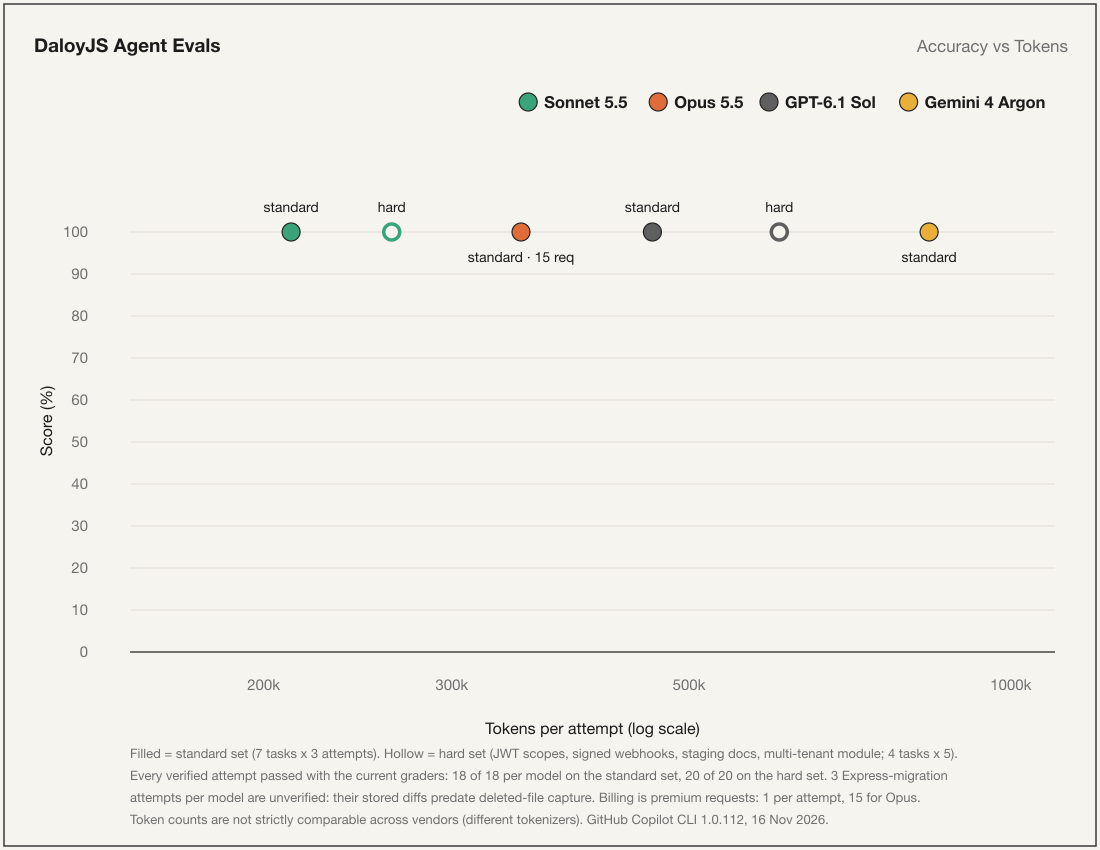 DaloyJS Agent Evals
Accuracy vs Tokens
Sonnet 5.5 Opus 5.5 GPT-6.1 Sol Gemini 4 Argon
standard hard standard hard
100
standard · 15 req standard
90
80
70
60
50
40
30
20
10
0
Score (%)
200k 300k 500k 1000k
Tokens per attempt (log scale)
Filled = standard set (7 tasks x 3 attempts). Hollow = hard set (JWT scopes, signed webhooks, staging docs, multi-tenant module; 4 tasks x 5).
Every verified attempt passed with the current graders: 18 of 18 per model on the standard set, 20 of 20 on the hard set. 3 Express-migration
attempts per model are unverified: their stored diffs predate deleted-file capture. Billing is premium requests: 1 per attempt, 15 for Opus.
Token counts are not strictly comparable across vendors (different tokenizers). GitHub Copilot CLI 1.0.112, 16 Nov 2026.